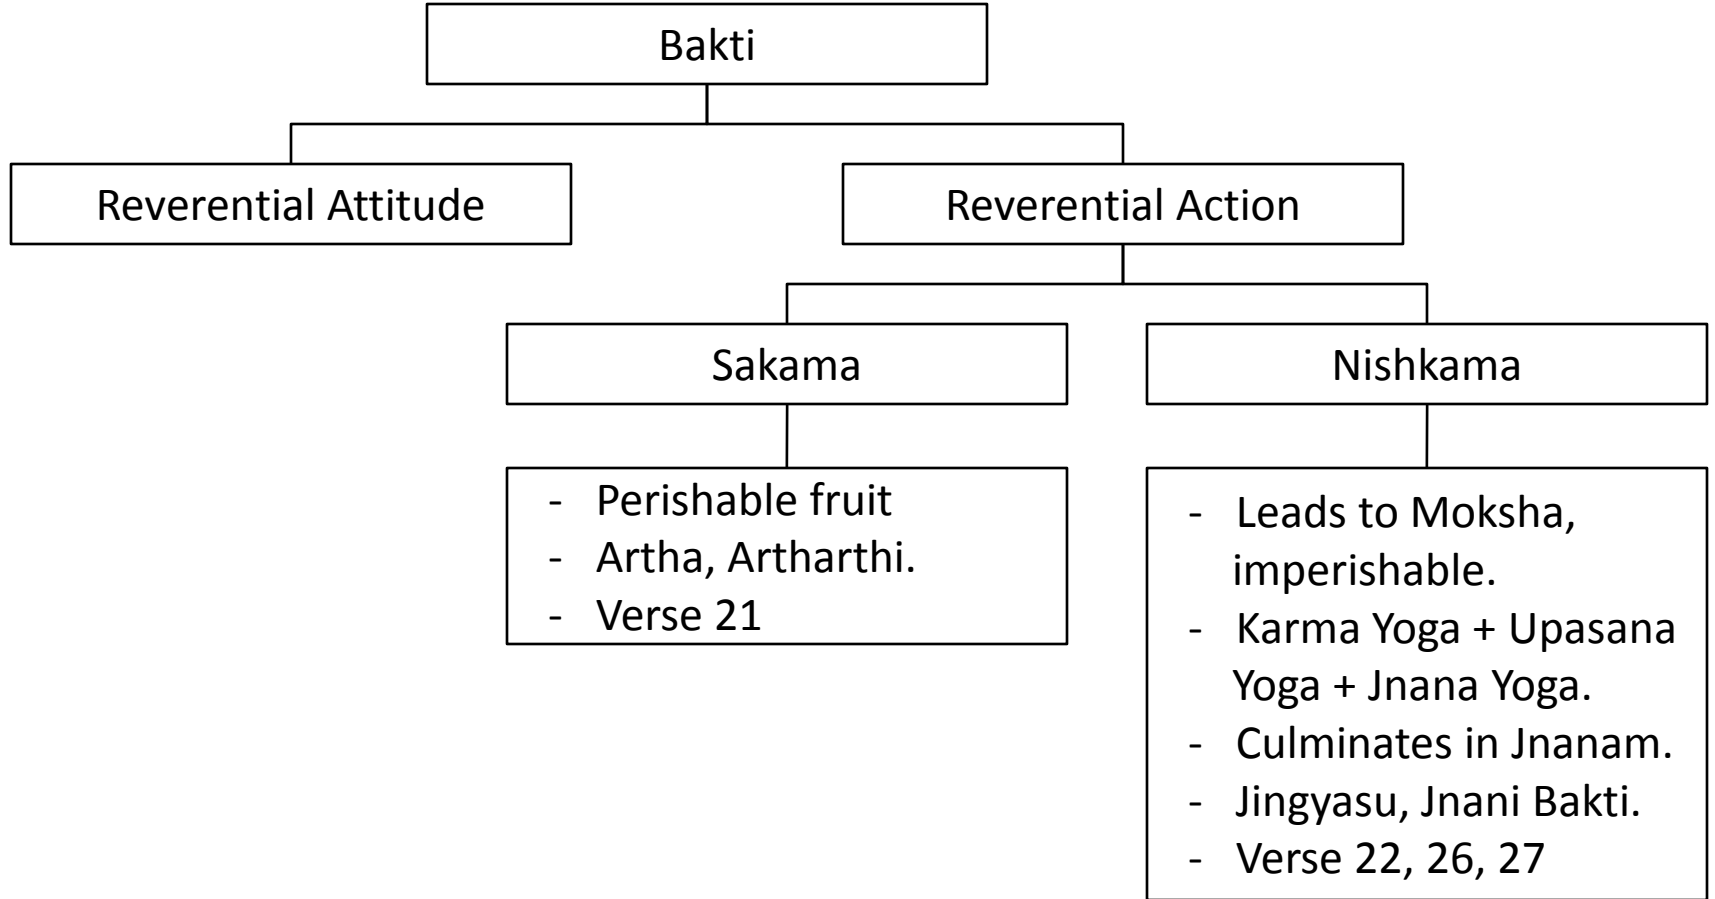 Bakti
Reverential Attitude
Reverential Action
Sakama
Nishkama
- Perishable fruit
- Artha, Artharthi.
- Verse 21
- Leads to Moksha,
imperishable.
- Karma Yoga + Upasana
Yoga + Jnana Yoga.
- Culminates in Jnanam.
- Jingyasu, Jnani Bakti.
- Verse 22, 26, 27